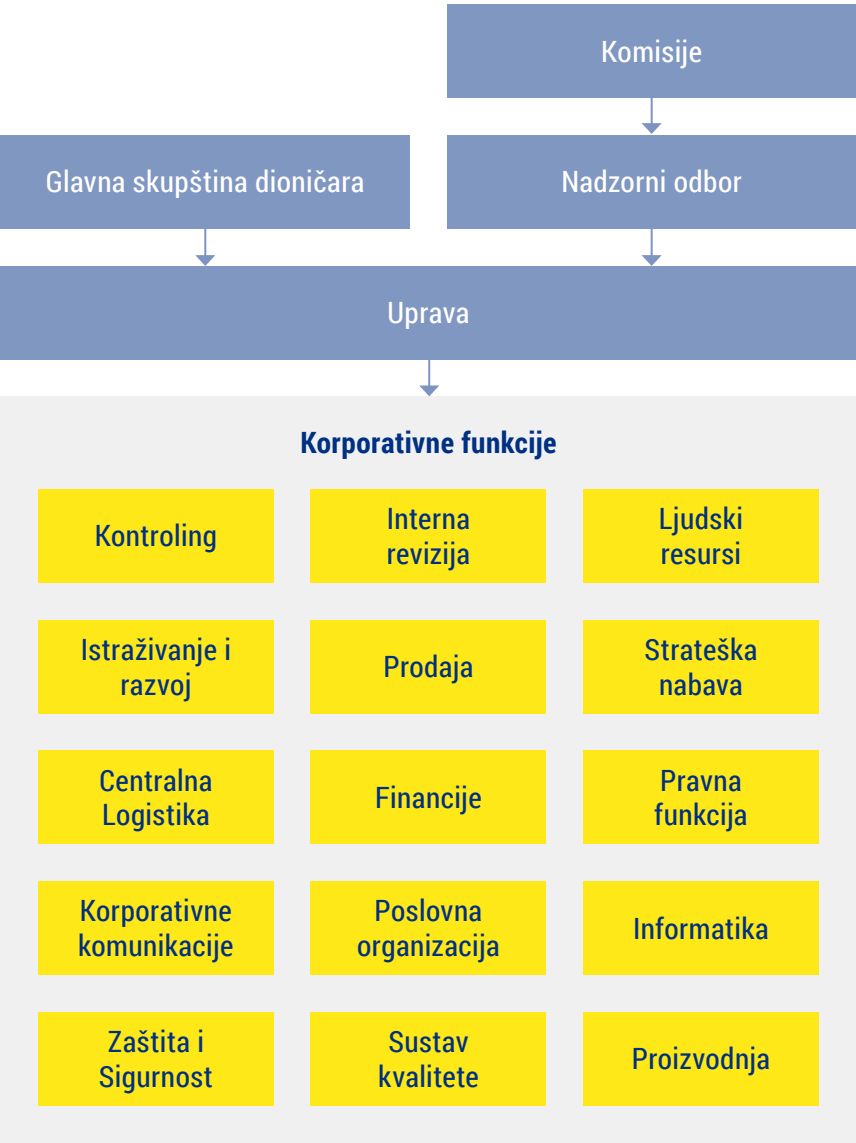 Komisije
Glavna skupština dioničara
Nadzorni odbor
Uprava
Korporativne funkcije
Kontroling
Interna
revizija
Ljudski
resursi
Istraživanje i
razvoj
Prodaja
Strateška
nabava
Centralna
Logistika
Financije
Pravna
funkcija
Korporativne
komunikacije
Poslovna
organizacija
Informatika
Zaštita i
Sigurnost
Sustav
kvalitete
Proizvodnja